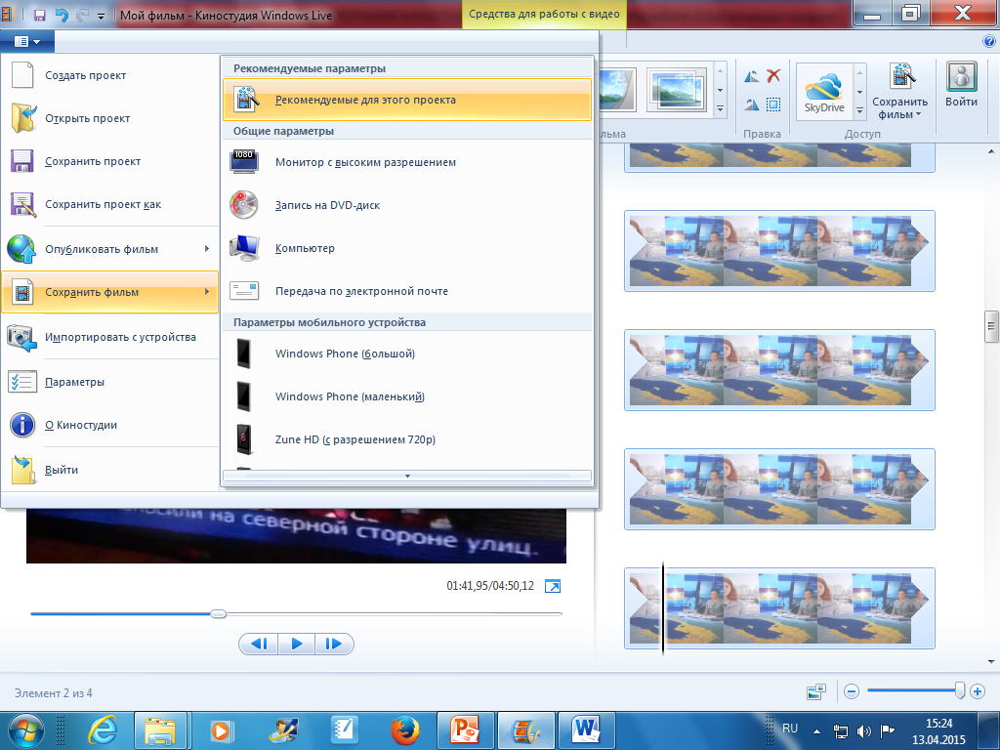 Мой фильм - Киностудия Windows Live
Средства для работы с видео
Создать проект
Открыть проект
Сохранить проект
Сохранить проект как
Опубликовать фильм
Сохранить фильм
Импортировать с устройства
Параметры
О Киностудии
Выйти
Рекомендуемые параметры
Рекомендуемые для этого проекта
Общие параметры
1080
Монитор с высоким разрешением
Запись на DVD-диск
Компьютер
Передача по электронной почте
Параметры мобильного устройства
Windows Phone (большой)
Windows Phone (маленький)
Zune HD (с разрешением 720p)
SkyDrive
Сохранить
фильм
Войти
Правка
Доступ
на северной стороне улиц.
01:41,95/04:50,12
Элемент 2 из 4
RU
15:24
13.04.2015